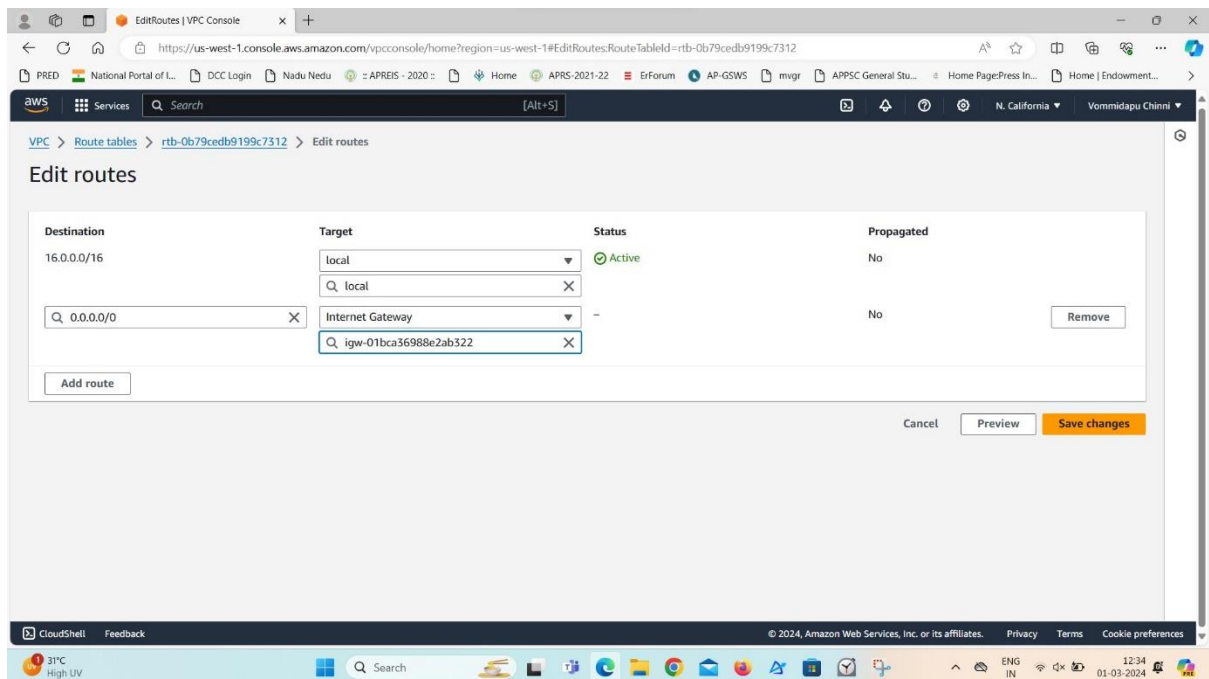 EditRoutes | VPC Console
https://us-west-1.console.aws.amazon.com/vpcconsole/home?region=us-west-1#EditRoutes:RouteTableId=rtb-0b79cedb9199c7312
PRED National Portal of I... DCC Login Nadu Nedu :: APREIS - 2020 :: Home APRS-2021-22 ErForum AP-GSWS mvgr APPSC General Stu... Home Page:Press In... Home | Endowment...
aws Services Search [Alt+S] N. California Vommidapu Chinni
VPC > Route tables > rtb-0b79cedb9199c7312 > Edit routes
Edit routes
Destination Target Status Propagated
16.0.0.0/16 local Active No
local
0.0.0.0/0 Internet Gateway – No Remove
igw-01bca36988e2ab322
Add route
Cancel Preview Save changes
CloudShell Feedback © 2024, Amazon Web Services, Inc. or its affiliates. Privacy Terms Cookie preferences
1 31°C Search ENG 12:34
High UV IN 01-03-2024